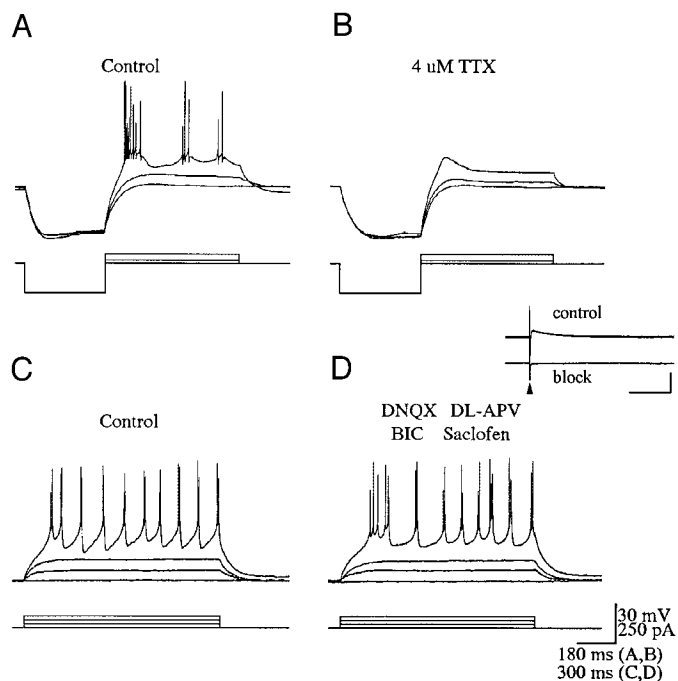 A
B
Control
4 uM TTX
control
block
C
D
Control
DNQX DL-APV
BIC Saclofen
30 mV
250 pA
180 ms (A,B)
300 ms (C,D)